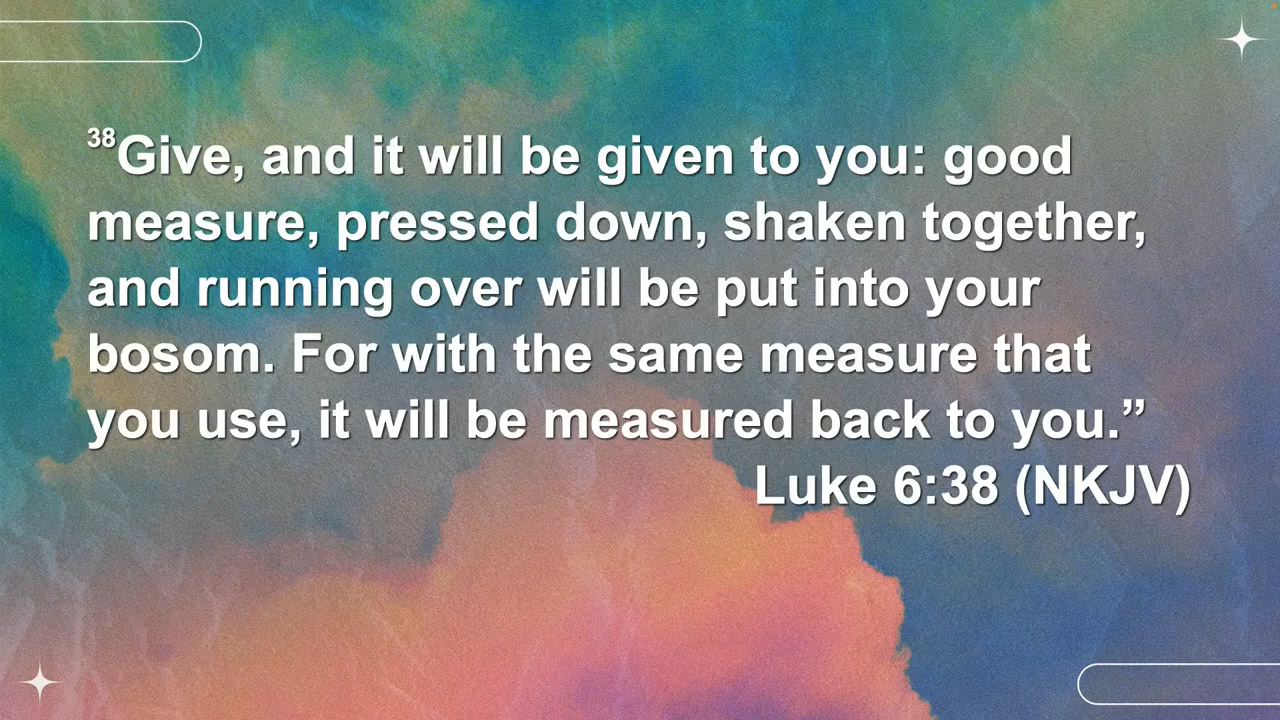 38Give, and it will be given to you: good
measure, pressed down, shaken together,
and running over will be put into your
bosom. For with the same measure that
you use, it will be measured back to you.”
Luke 6:38 (NKJV)